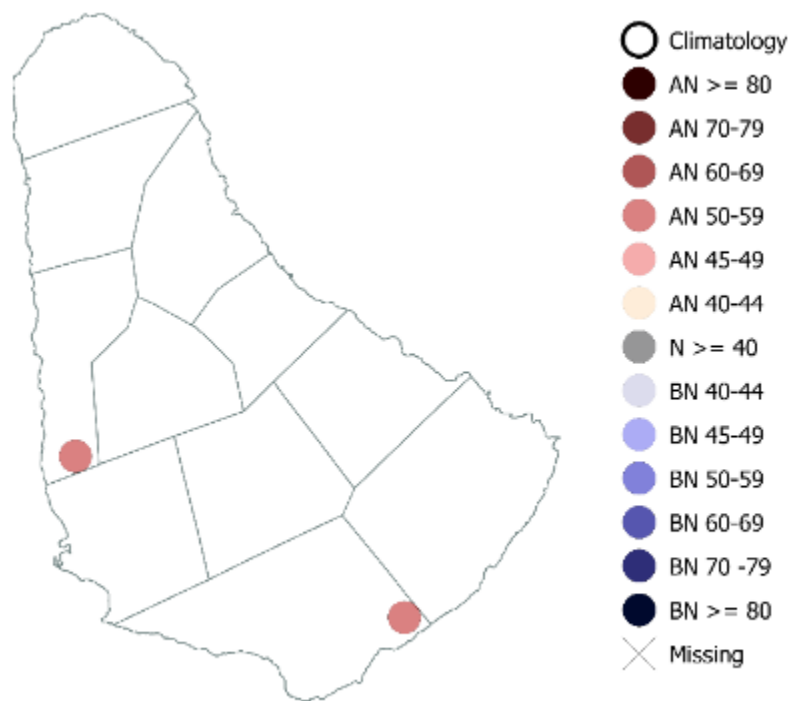 Climatology
AN >= 80
AN 70-79
AN 60-69
AN 50-59
AN 45-49
AN 40-44
N >= 40
BN 40-44
BN 45-49
BN 50-59
BN 60-69
BN 70 -79
BN >= 80
Missing